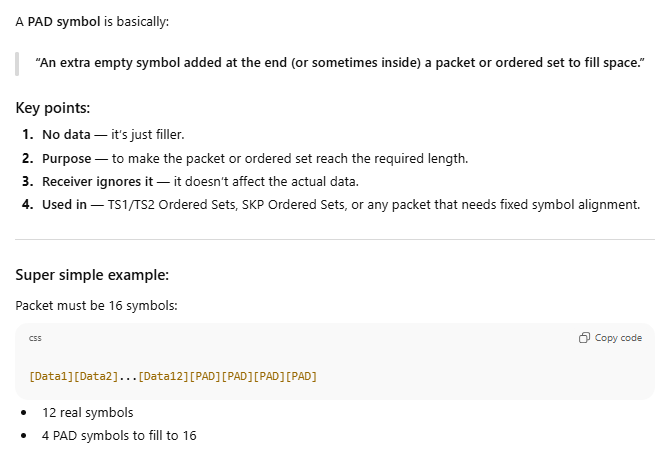 A PAD symbol is basically:
“An extra empty symbol added at the end (or sometimes inside) a packet or ordered set to fill space.”
Key points:
1. No data — it’s just filler.
2. Purpose — to make the packet or ordered set reach the required length.
3. Receiver ignores it — it doesn’t affect the actual data.
4. Used in — TS1/TS2 Ordered Sets, SKP Ordered Sets, or any packet that needs fixed symbol alignment.
Super simple example:
Packet must be 16 symbols:
css Copy code
[Data1][Data2]...[Data12][PAD][PAD][PAD][PAD]
• 12 real symbols
• 4 PAD symbols to fill to 16